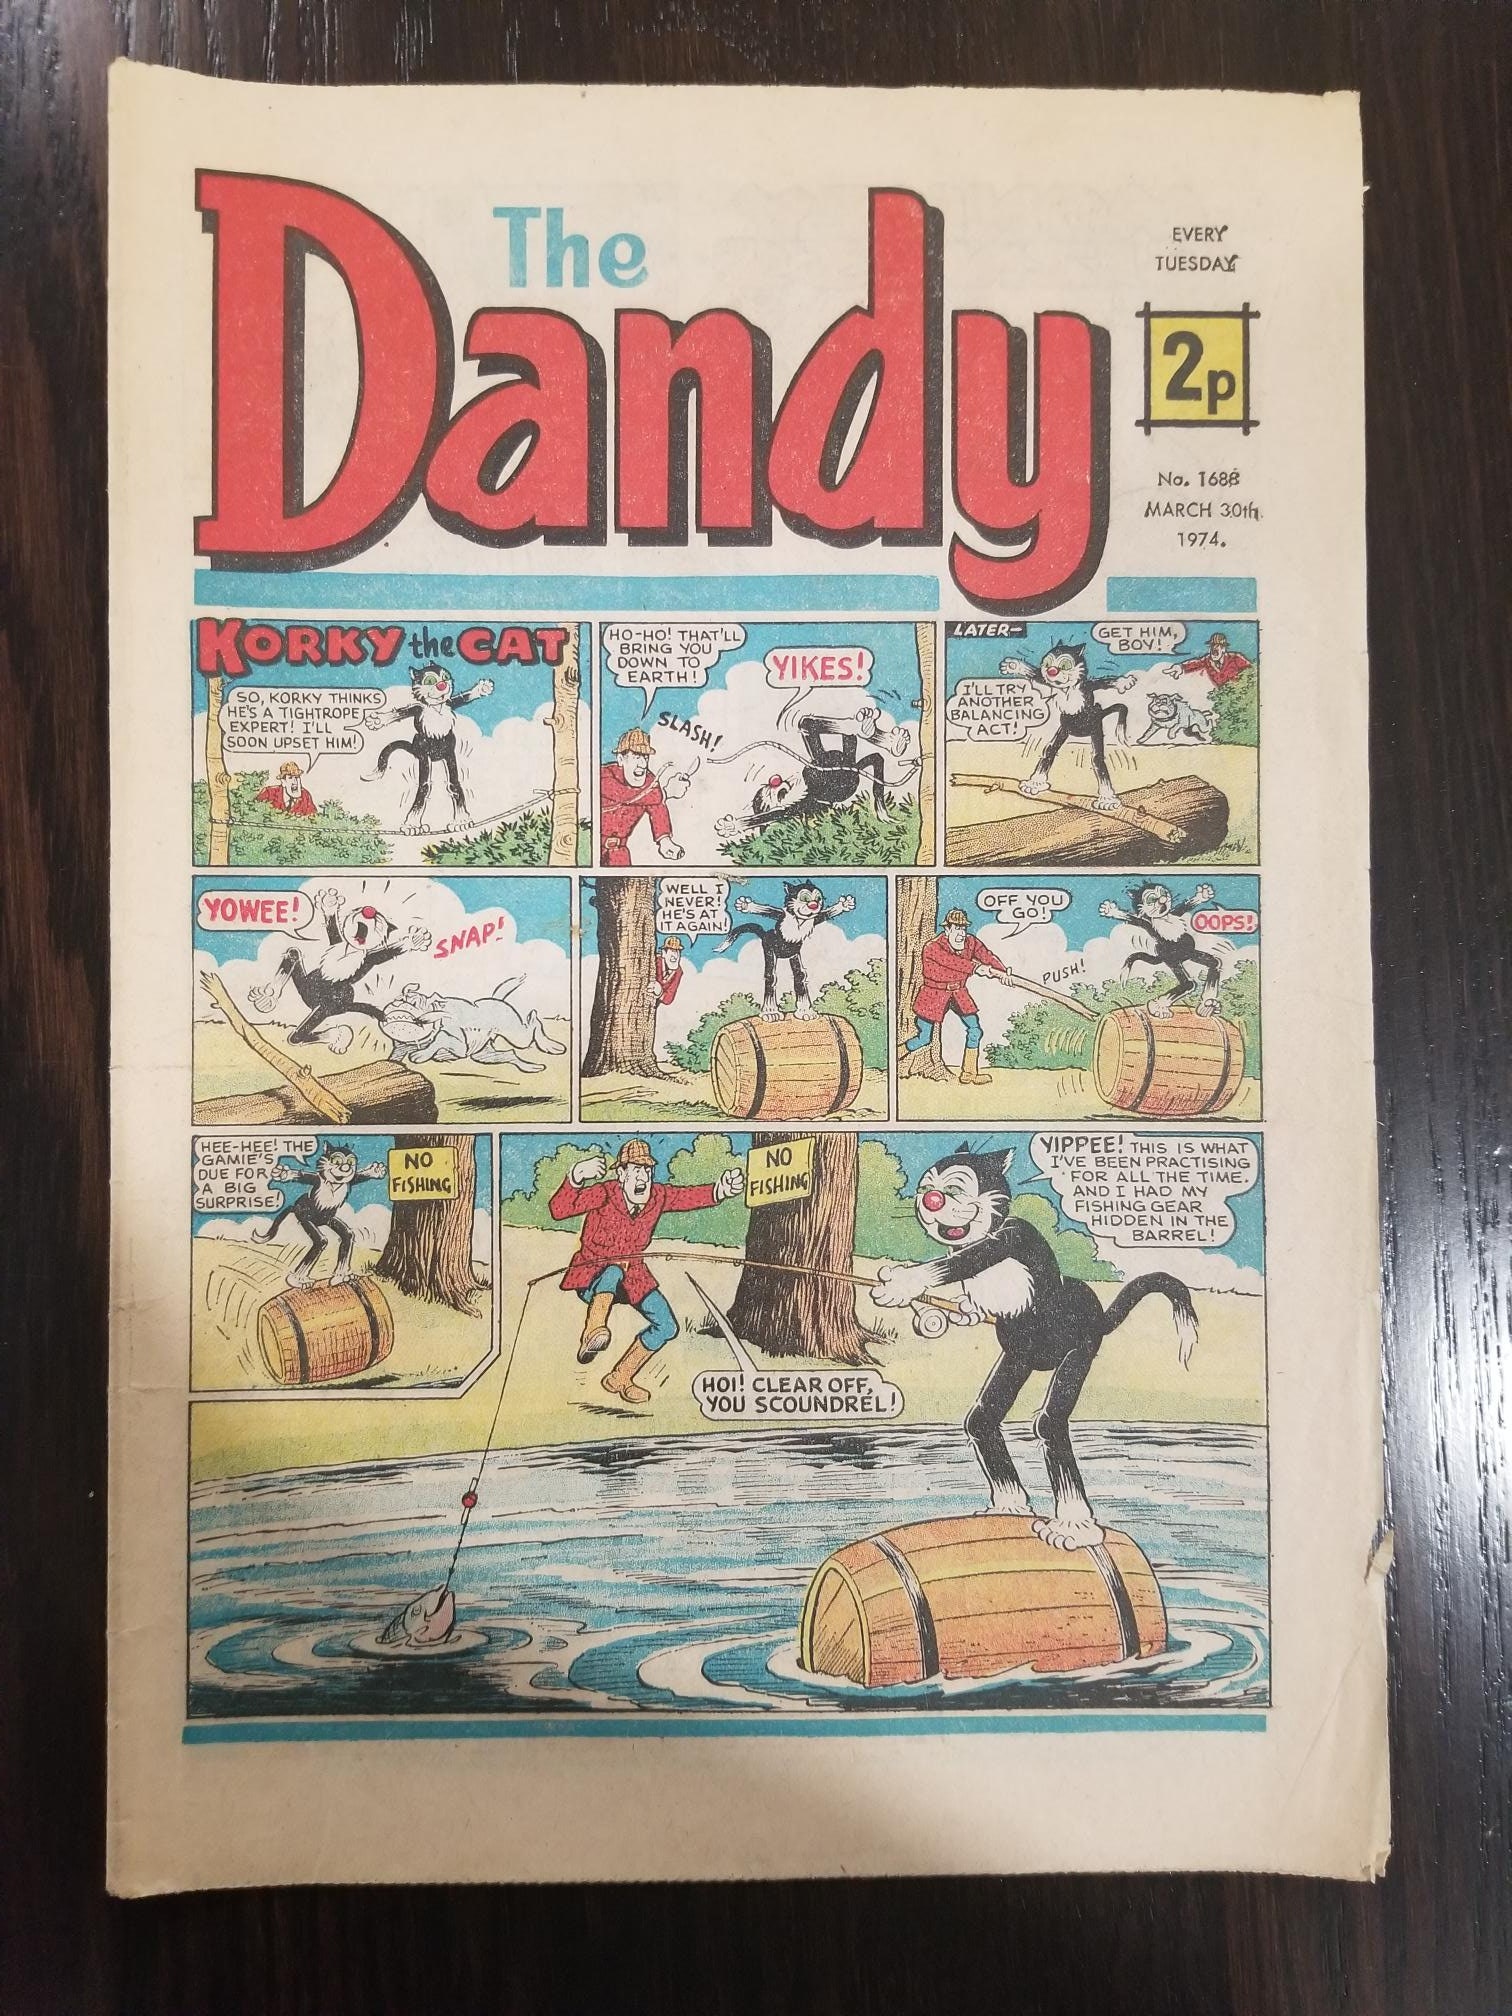 The
Dandy
EVERY
TUESDAY
2p
No. 1688
MARCH 30th
1974.
KORKY the CAT
SO, KORKY THINKS
HE'S A TIGHTROPE
EXPERT! I'LL
SOON UPSET HIM!
HO-HO! THAT'LL
BRING YOU
DOWN TO
EARTH!
SLASH!
YIKES!
LATER-
I'LL TRY
ANOTHER
BALANCING
ACT!
GET HIM,
BOY!
YOWEE!
SNAP!
WELL I
NEVER!
HE'S AT
IT AGAIN!
OFF YOU
GO!
PUSH!
OOPS!
HEE-HEE! THE
GAMIE'S
DUE FOR
A BIG
SURPRISE!
NO
FISHING
NO
FISHING
YIPPEE! THIS IS WHAT
I'VE BEEN PRACTISING
FOR ALL THE TIME.
AND I HAD MY
FISHING GEAR
HIDDEN IN THE
BARREL!
HOI! CLEAR OFF,
YOU SCOUNDREL!